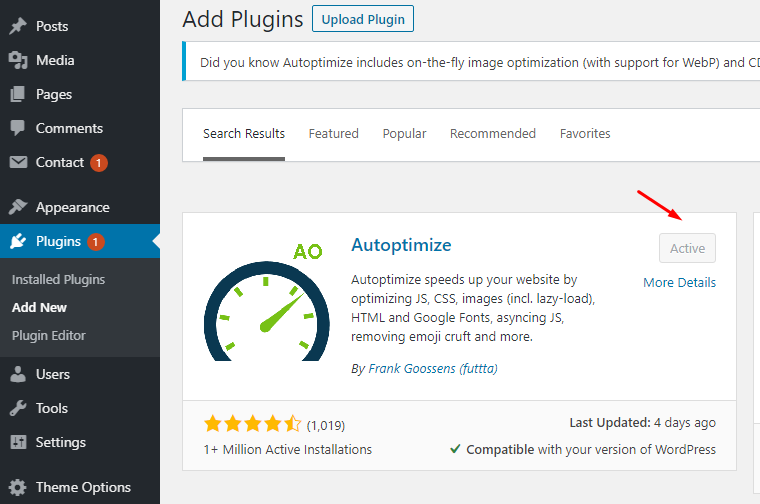 Posts
Media
Pages
Comments
Contact 1
Appearance
Plugins 1
Installed Plugins
Add New
Plugin Editor
Users
Tools
Settings
Theme Options
Add Plugins Upload Plugin
Did you know Autoptimize includes on-the-fly image optimization (with support for WebP) and CD
Search Results Featured Popular Recommended Favorites
AO
Autoptimize
Active
More Details
Autoptimize speeds up your website by
optimizing JS, CSS, images (incl. lazy-load),
HTML and Google Fonts, asyncing JS,
removing emoji cruft and more.
By Frank Goossens (futtta)
(1,019)
1+ Million Active Installations
Last Updated: 4 days ago
Compatible with your version of WordPress